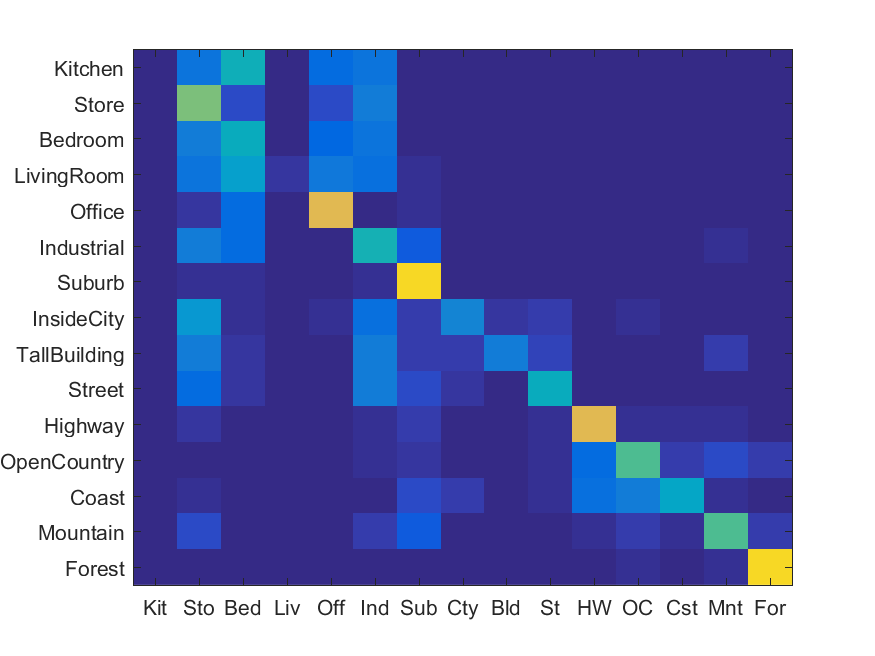 Kitchen
Store
Bedroom
LivingRoom
Office
Industrial
Suburb
InsideCity
TallBuilding
Street
Highway
OpenCountry
Coast
Mountain
Forest
Kit Sto Bed Liv Off Ind Sub Cty Bld St HW OC Cst Mnt For